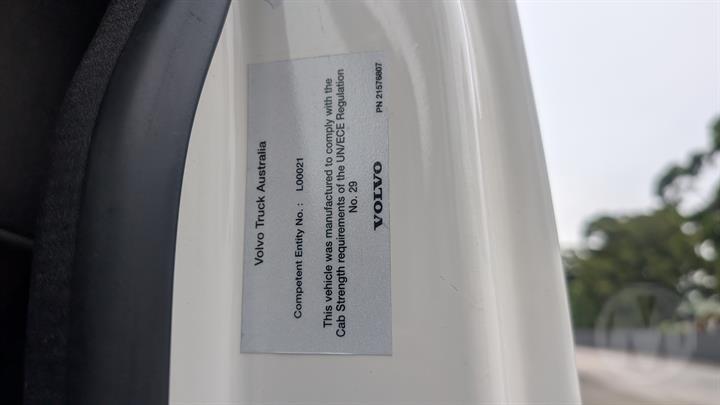 Volvo Truck Australia
Competent Entity No. : L00021
This vehicle was manufactured to comply with the
Cab Strength requirements of the UN/ECE Regulation
No. 29
VOLVO
PN 21576807